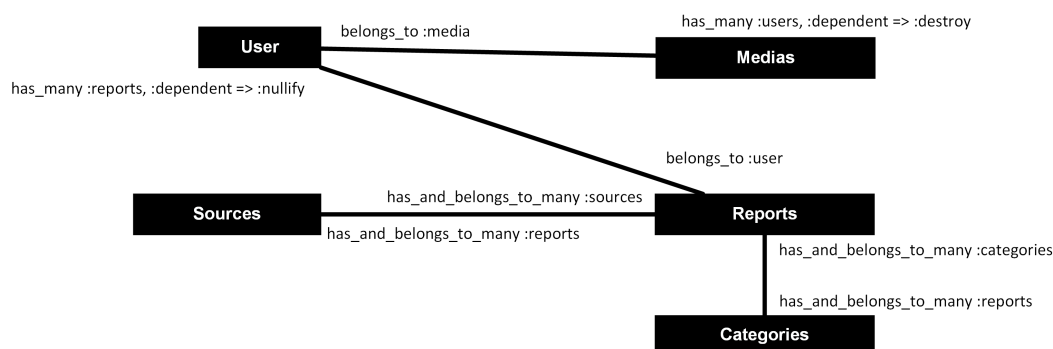 has_many :users, :dependent => :destroy
belongs_to :media
User
Medias
has_many :reports, :dependent => :nullify
belongs_to :user
has_and_belongs_to_many :sources
Sources
Reports
has_and_belongs_to_many :reports
has_and_belongs_to_many :categories
has_and_belongs_to_many :reports
Categories